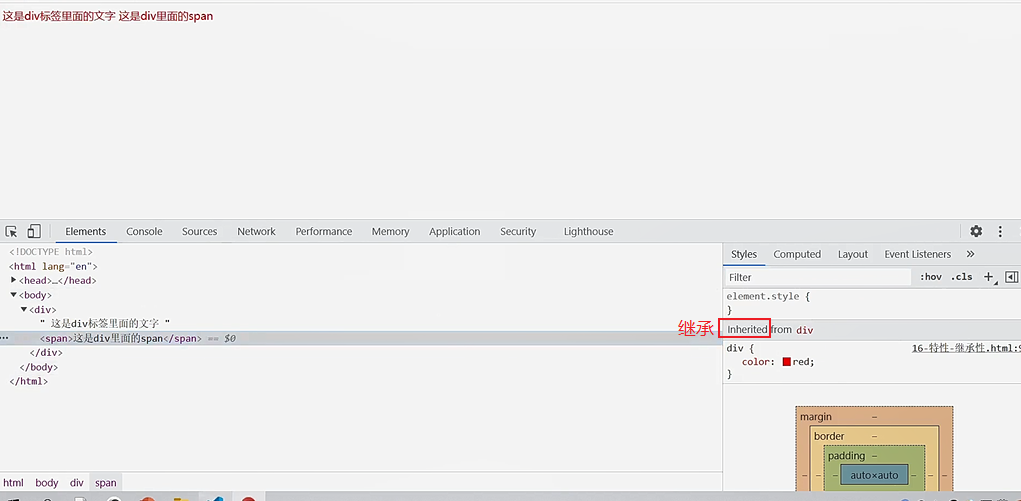 这是div标签里面的文字 这是div里面的span
Elements Console Sources Network Performance Memory Application Security Lighthouse
<!DOCTYPE html>
<html lang="en">
<head>…</head>
<body>
<div>
" 这是div标签里面的文字 "
<span>这是div里面的span</span> == $0
</div>
</body>
</html>
html body div span
Styles Computed Layout Event Listeners
Filter :hov .cls
element.style {
}
继承 Inherited from div
div { 16-特性-继承性.html:9
color: red;
}
margin –
border –
padding –
– – – auto×auto – – –